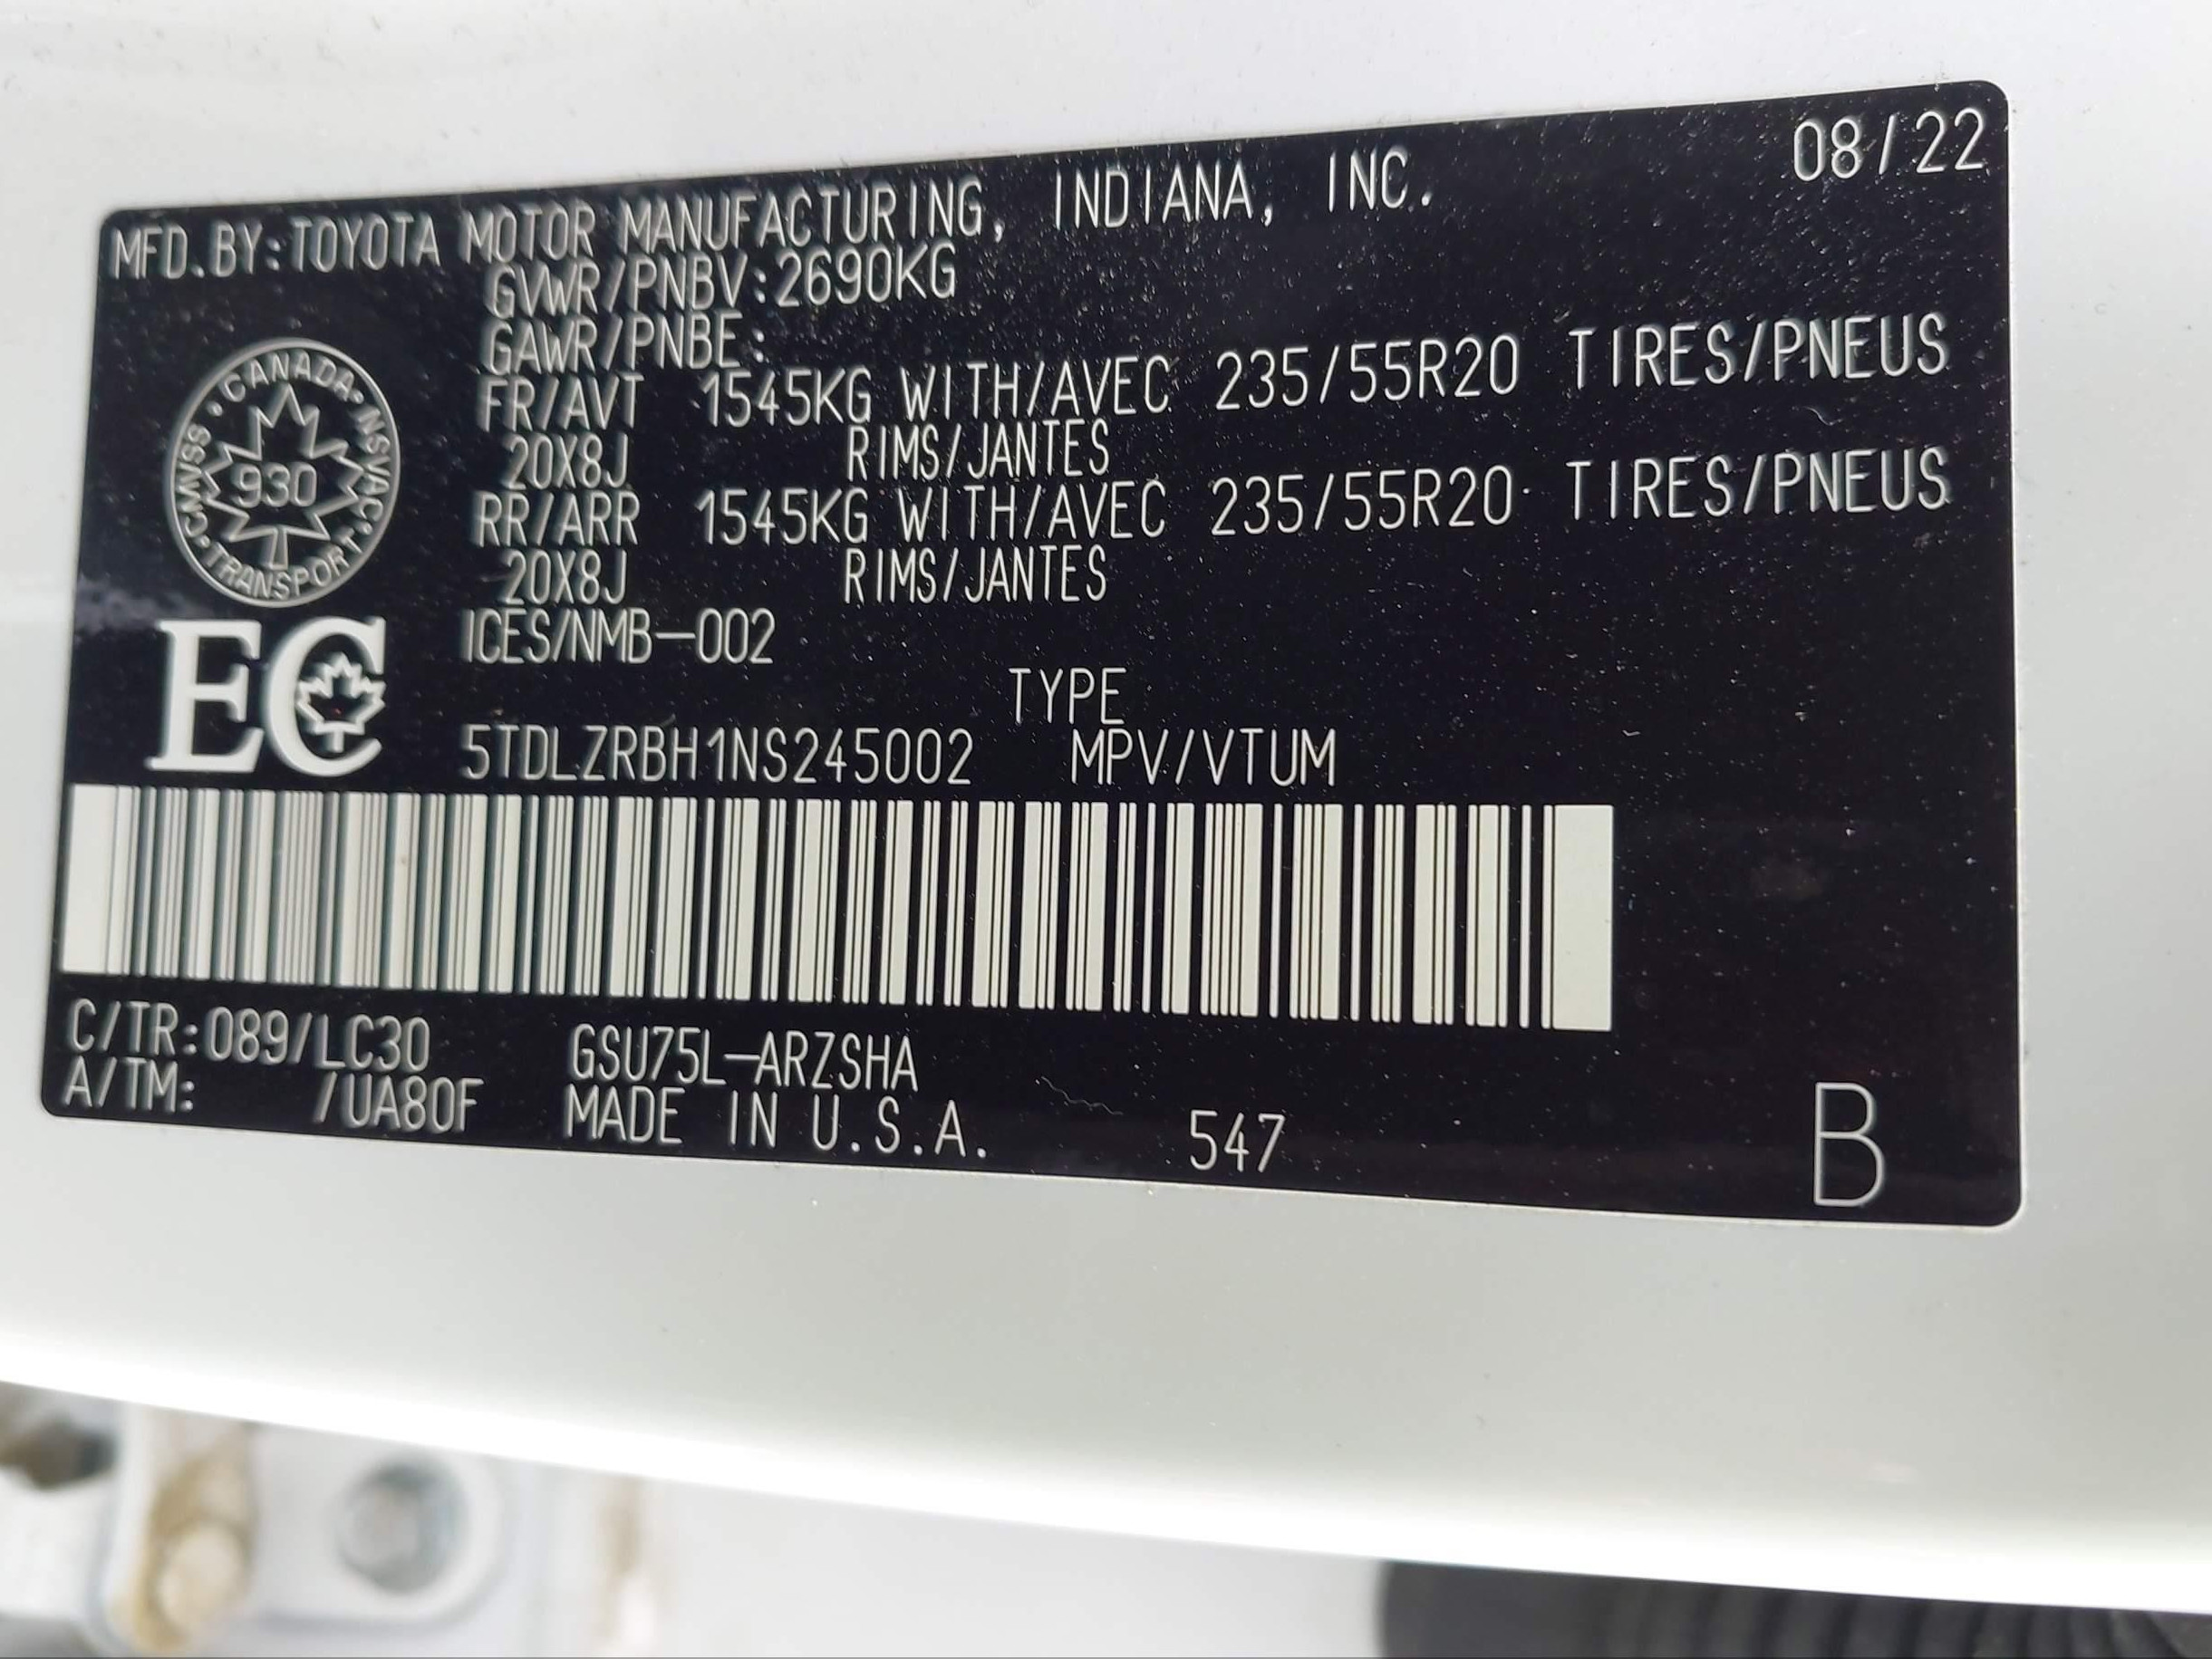 08/22
MFD.BY:TOYOTA MOTOR MANUFACTURING, INDIANA, INC.
GVWR/PNBV:2690KG
GAWR/PNBE:
FR/AVT 1545KG WITH/AVEC 235/55R20 TIRES/PNEUS
20X8J RIMS/JANTES
RR/ARR 1545KG WITH/AVEC 235/55R20 TIRES/PNEUS
20X8J RIMS/JANTES
ICES/NMB-002
CANADA · NSVAC · TRANSPORT · CMVSS ·
930
EC
TYPE
5TDLZRBH1NS245002 MPV/VTUM
C/TR:089/LC30 GSU75L-ARZSHA
A/TM: /UA80F MADE IN U.S.A. 547 B